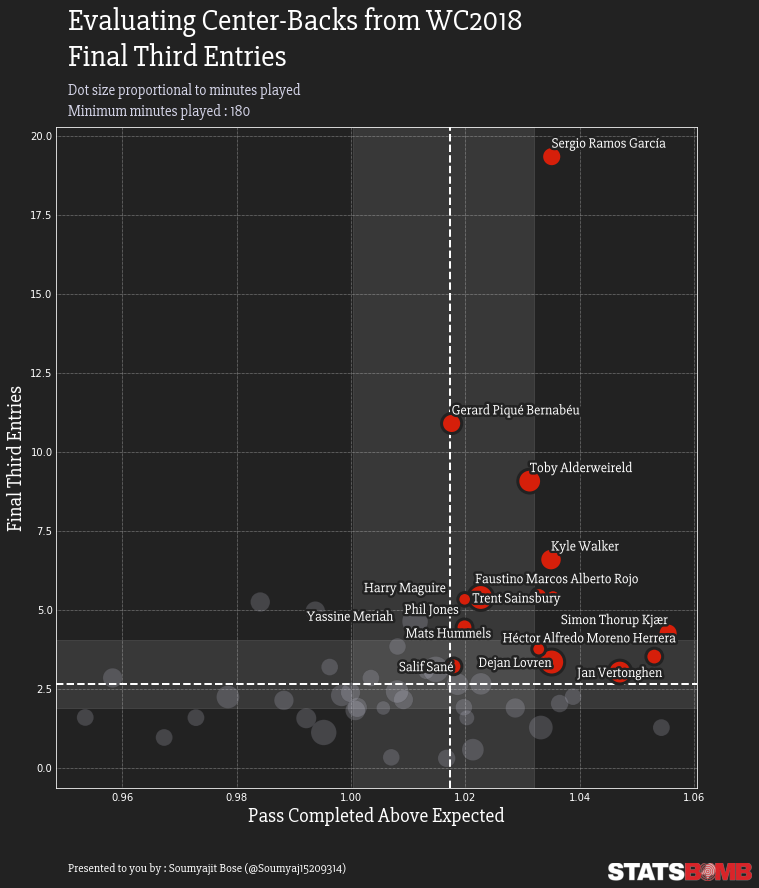 Evaluating Center-Backs from WC2018
Final Third Entries
Dot size proportional to minutes played
Minimum minutes played : 180
20.0
Sergio Ramos García
17.5
15.0
12.5
Gerard Piqué Bernabéu
10.0
Toby Alderweireld
Final Third Entries
7.5
Kyle Walker
Faustino Marcos Alberto Rojo
Harry Maguire
Trent Sainsbury
5.0
Phil Jones
Yassine Meriah
Simon Thorup Kjær
Mats Hummels
Héctor Alfredo Moreno Herrera
Salif Sané
Dejan Lovren
Jan Vertonghen
2.5
0.0
0.96 0.98 1.00 1.02 1.04 1.06
Pass Completed Above Expected
Presented to you by : Soumyajit Bose (@Soumyaj15209314)
STATSBOMB